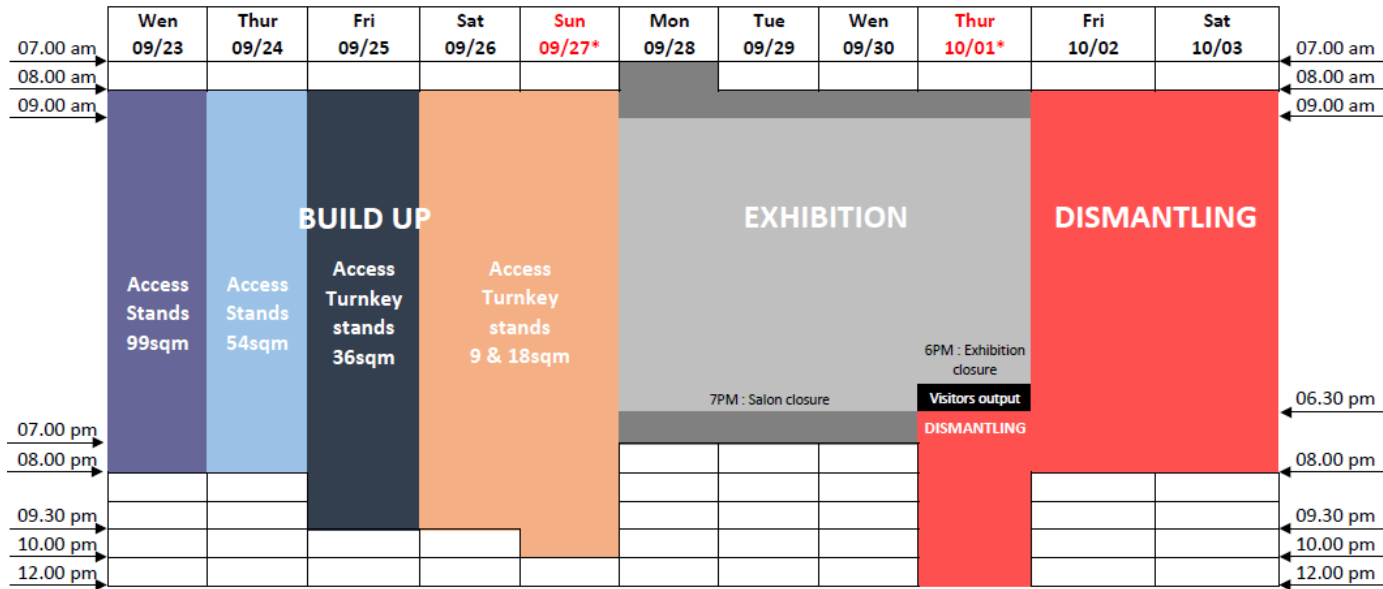 Wen Thur Fri Sat Sun Mon Tue Wen Thur Fri Sat
09/23 09/24 09/25 09/26 09/27* 09/28 09/29 09/30 10/01* 10/02 10/03
07.00 am 07.00 am
08.00 am 08.00 am
09.00 am 09.00 am
BUILD UP EXHIBITION DISMANTLING
Access
Stands
99sqm
Access
Stands
54sqm
Access
Turnkey
stands
36sqm
Access
Turnkey
stands
9 & 18sqm
6PM : Exhibition
closure
7PM : Salon closure
Visitors output
DISMANTLING
06.30 pm
07.00 pm
08.00 pm 08.00 pm
09.30 pm 09.30 pm
10.00 pm 10.00 pm
12.00 pm 12.00 pm